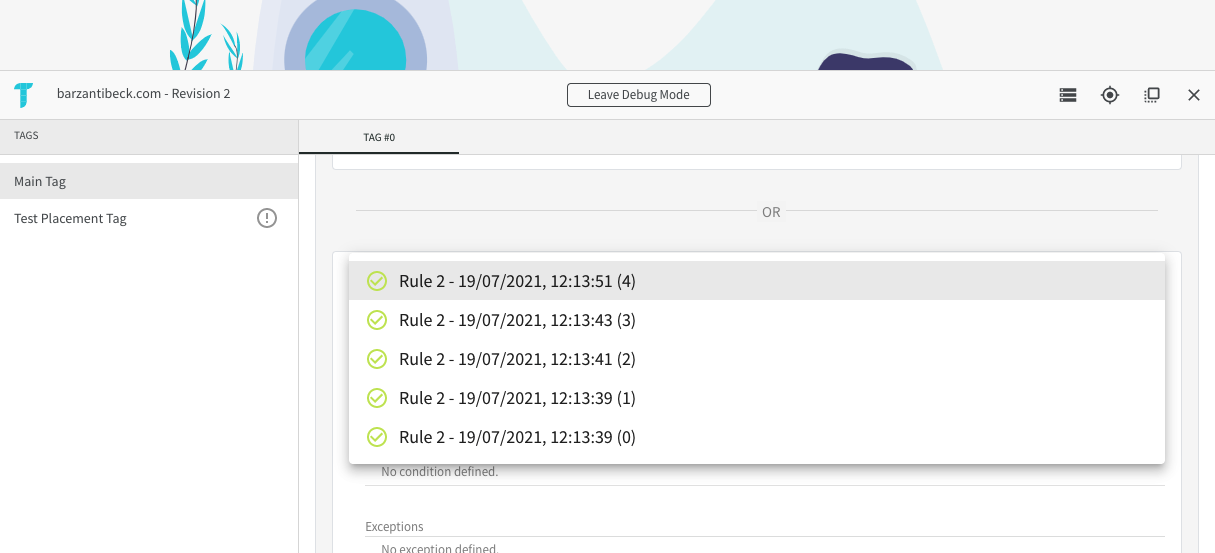 barzantibeck.com - Revision 2
Leave Debug Mode
TAGS
TAG #0
Main Tag
Test Placement Tag
OR
Rule 2 - 19/07/2021, 12:13:51 (4)
Rule 2 - 19/07/2021, 12:13:43 (3)
Rule 2 - 19/07/2021, 12:13:41 (2)
Rule 2 - 19/07/2021, 12:13:39 (1)
Rule 2 - 19/07/2021, 12:13:39 (0)
No condition defined.
Exceptions
No exception defined.